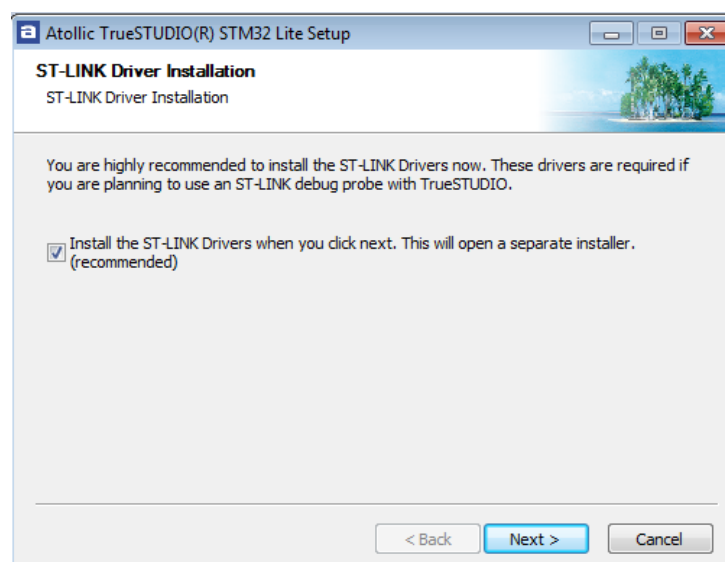 Atollic TrueSTUDIO(R) STM32 Lite Setup
ST-LINK Driver Installation
ST-LINK Driver Installation
You are highly recommended to install the ST-LINK Drivers now. These drivers are required if
you are planning to use an ST-LINK debug probe with TrueSTUDIO.
Install the ST-LINK Drivers when you click next. This will open a separate installer.
(recommended)
< Back
Next >
Cancel